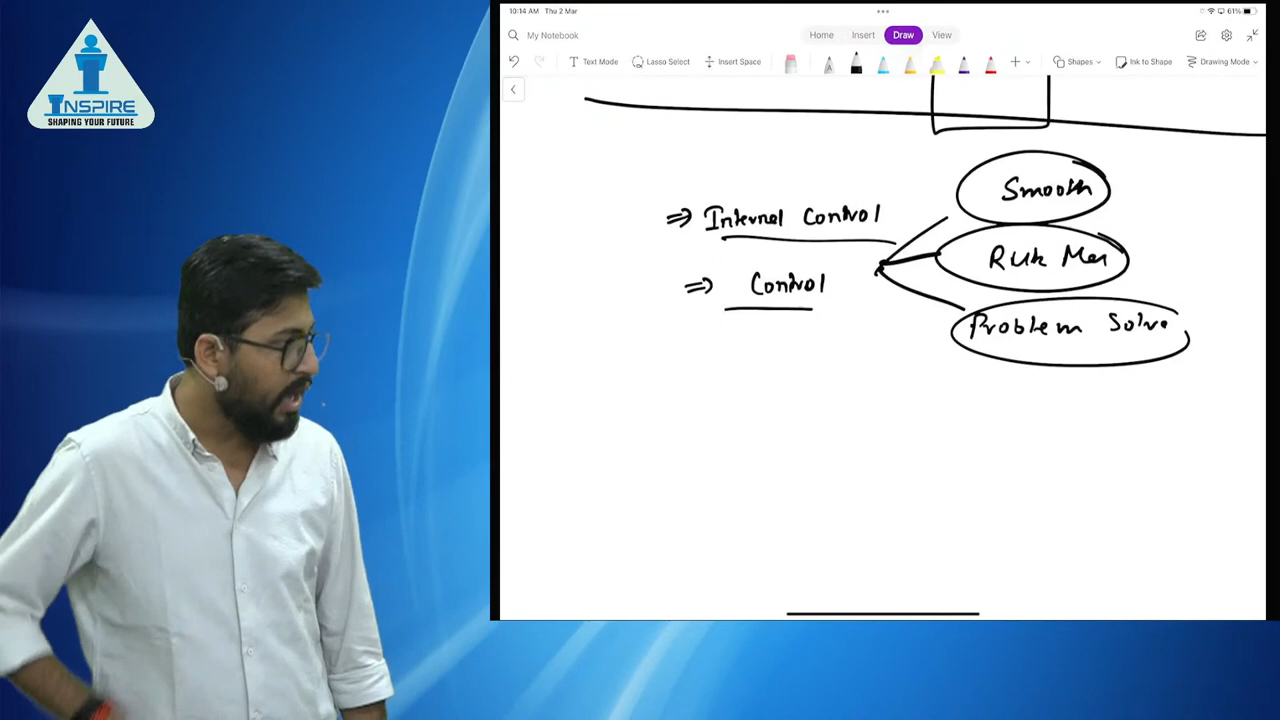 INSPIRE
SHAPING YOUR FUTURE
10:14 AM Thu 2 Mar
61%
My Notebook
Home Insert Draw View
Text Mode Lasso Select Insert Space Shapes Ink to Shape Drawing Mode
Smooth
⇒ Internal Control
Risk Man
⇒ Control
Problem Solve